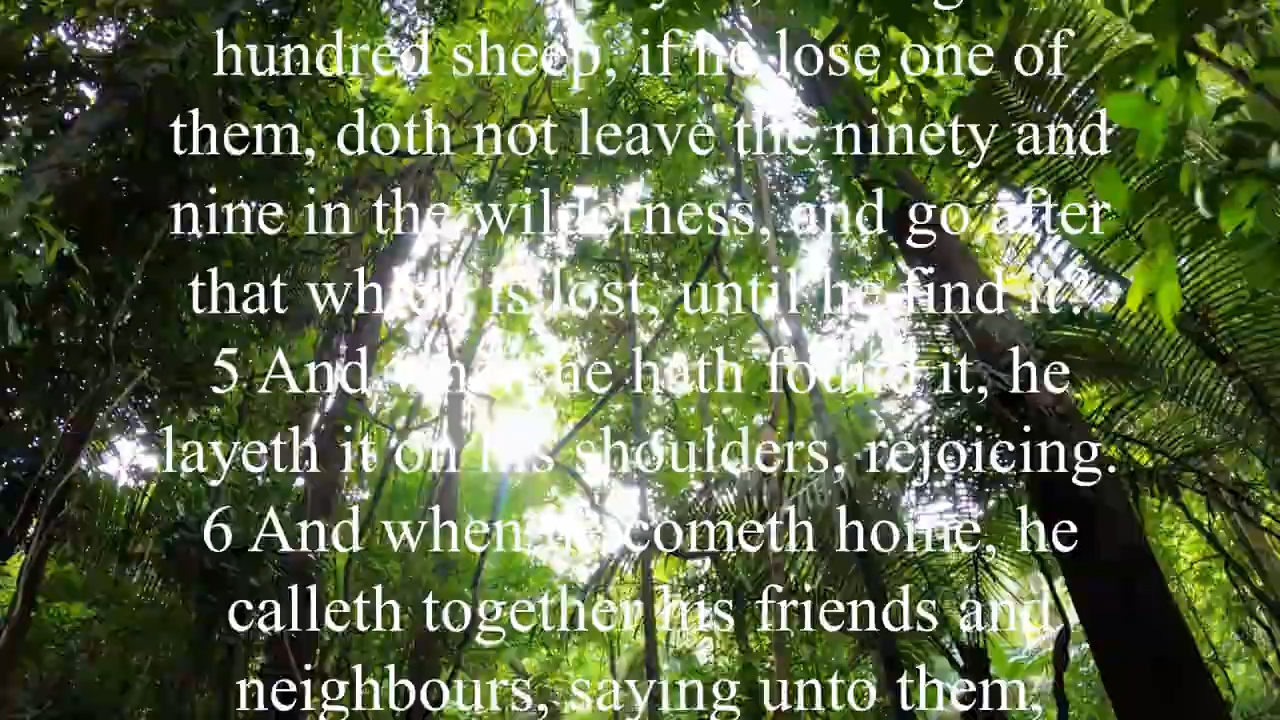 hundred sheep, if he lose one of
them, doth not leave the ninety and
nine in the wilderness, and go after
that which is lost, until he find it?
5 And when he hath found it, he
layeth it on his shoulders, rejoicing.
6 And when he cometh home, he
calleth together his friends and
neighbours, saying unto them,